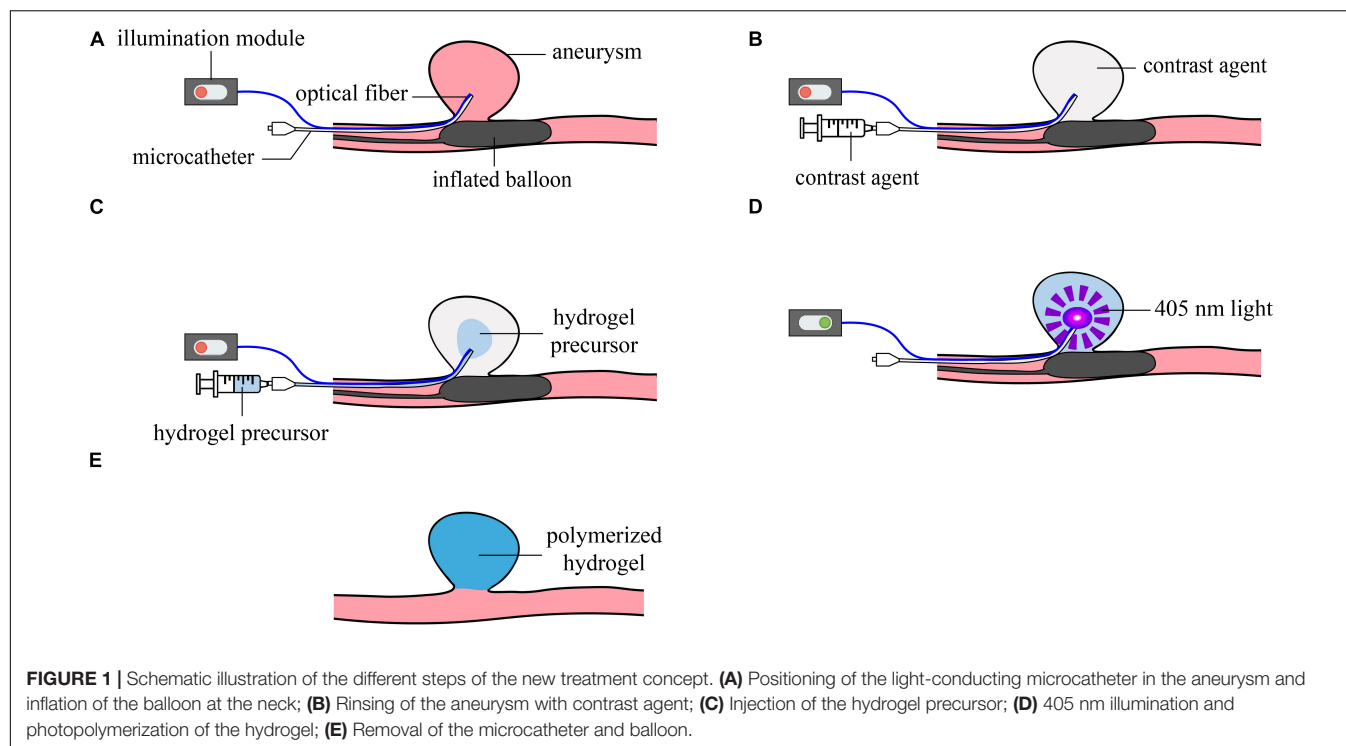 A
illumination module
aneurysm
optical fiber
microcatheter
inflated balloon
B
contrast agent
contrast agent
C
hydrogel
precursor
hydrogel precursor
D
405 nm light
E
polymerized
hydrogel
FIGURE 1 | Schematic illustration of the different steps of the new treatment concept. (A) Positioning of the light-conducting microcatheter in the aneurysm and
inflation of the balloon at the neck; (B) Rinsing of the aneurysm with contrast agent; (C) Injection of the hydrogel precursor; (D) 405 nm illumination and
photopolymerization of the hydrogel; (E) Removal of the microcatheter and balloon.